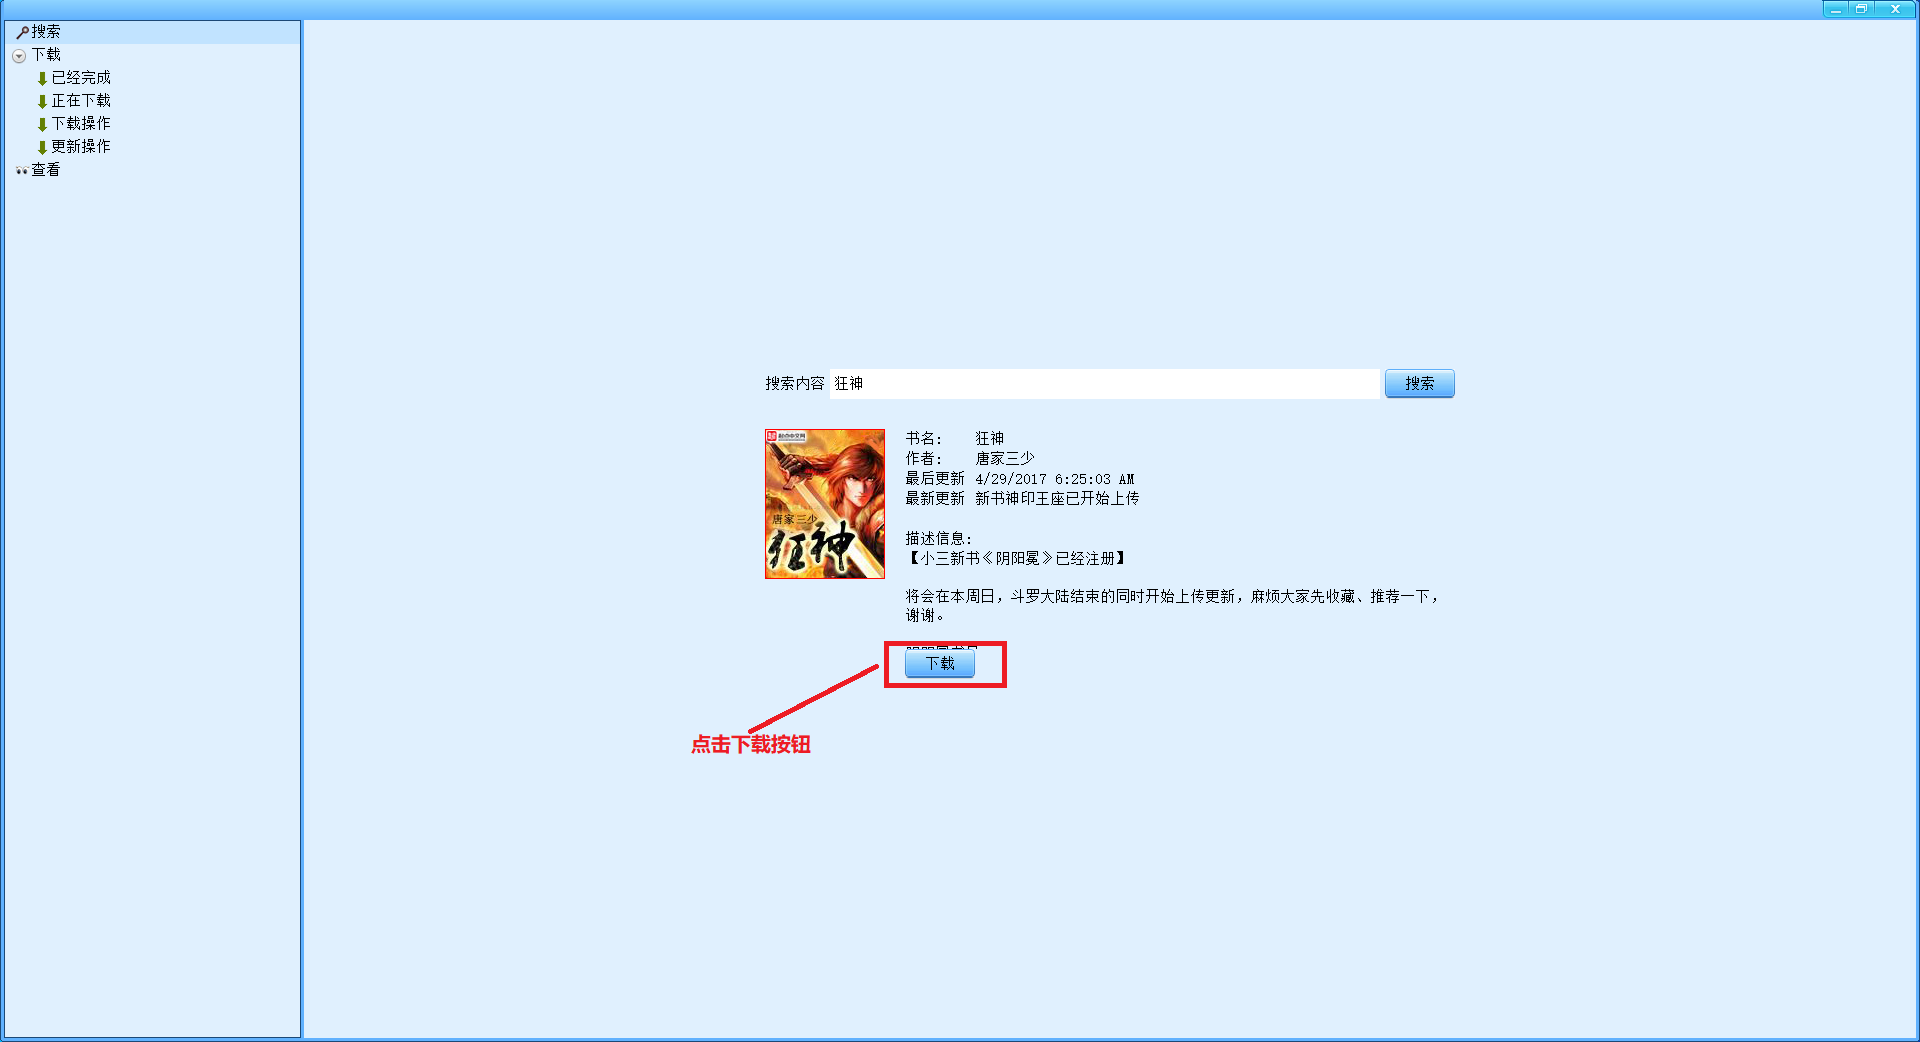 搜索
下载
已经完成
正在下载
下载操作
更新操作
查看
搜索内容 狂神 搜索
起点中文网
唐家三少
狂神
书名: 狂神
作者: 唐家三少
最后更新 4/29/2017 6:25:03 AM
最新更新 新书神印王座已开始上传
描述信息:
【小三新书《阴阳冕》已经注册】
将会在本周日，斗罗大陆结束的同时开始上传更新，麻烦大家先收藏、推荐一下，
谢谢。
下载
点击下载按钮